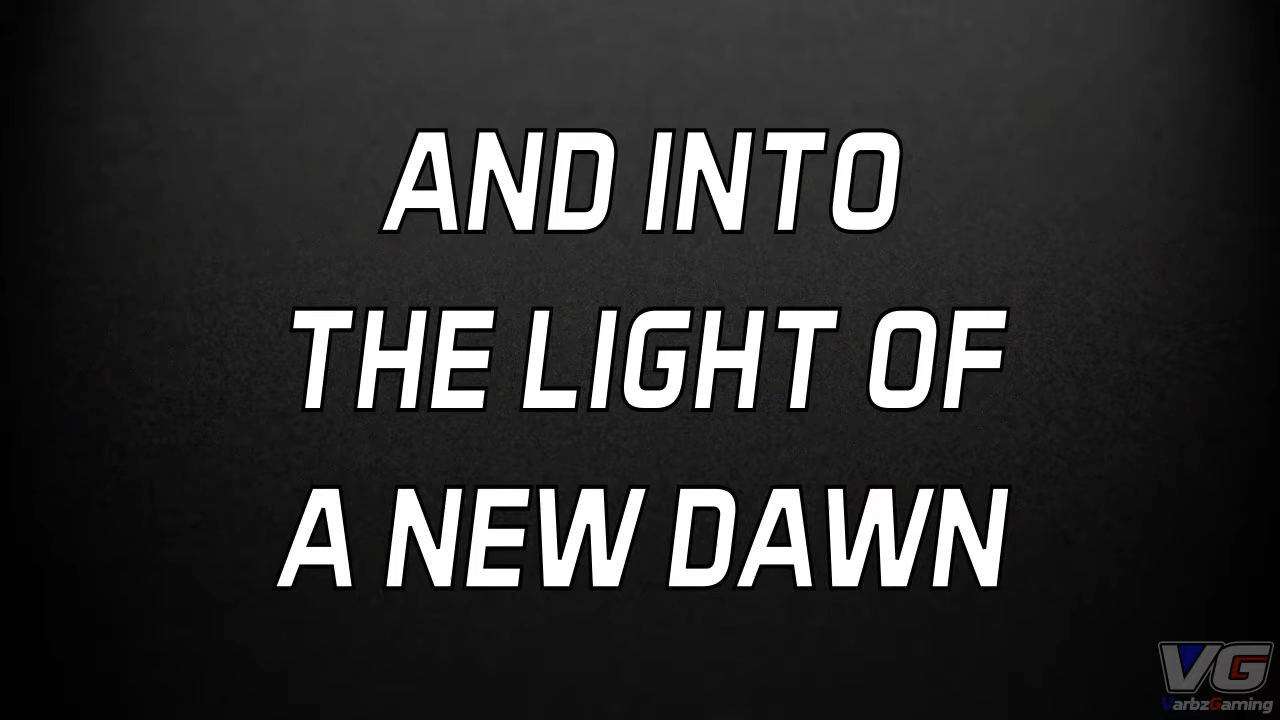 AND INTO
THE LIGHT OF
A NEW DAWN
VG
VarbzGaming